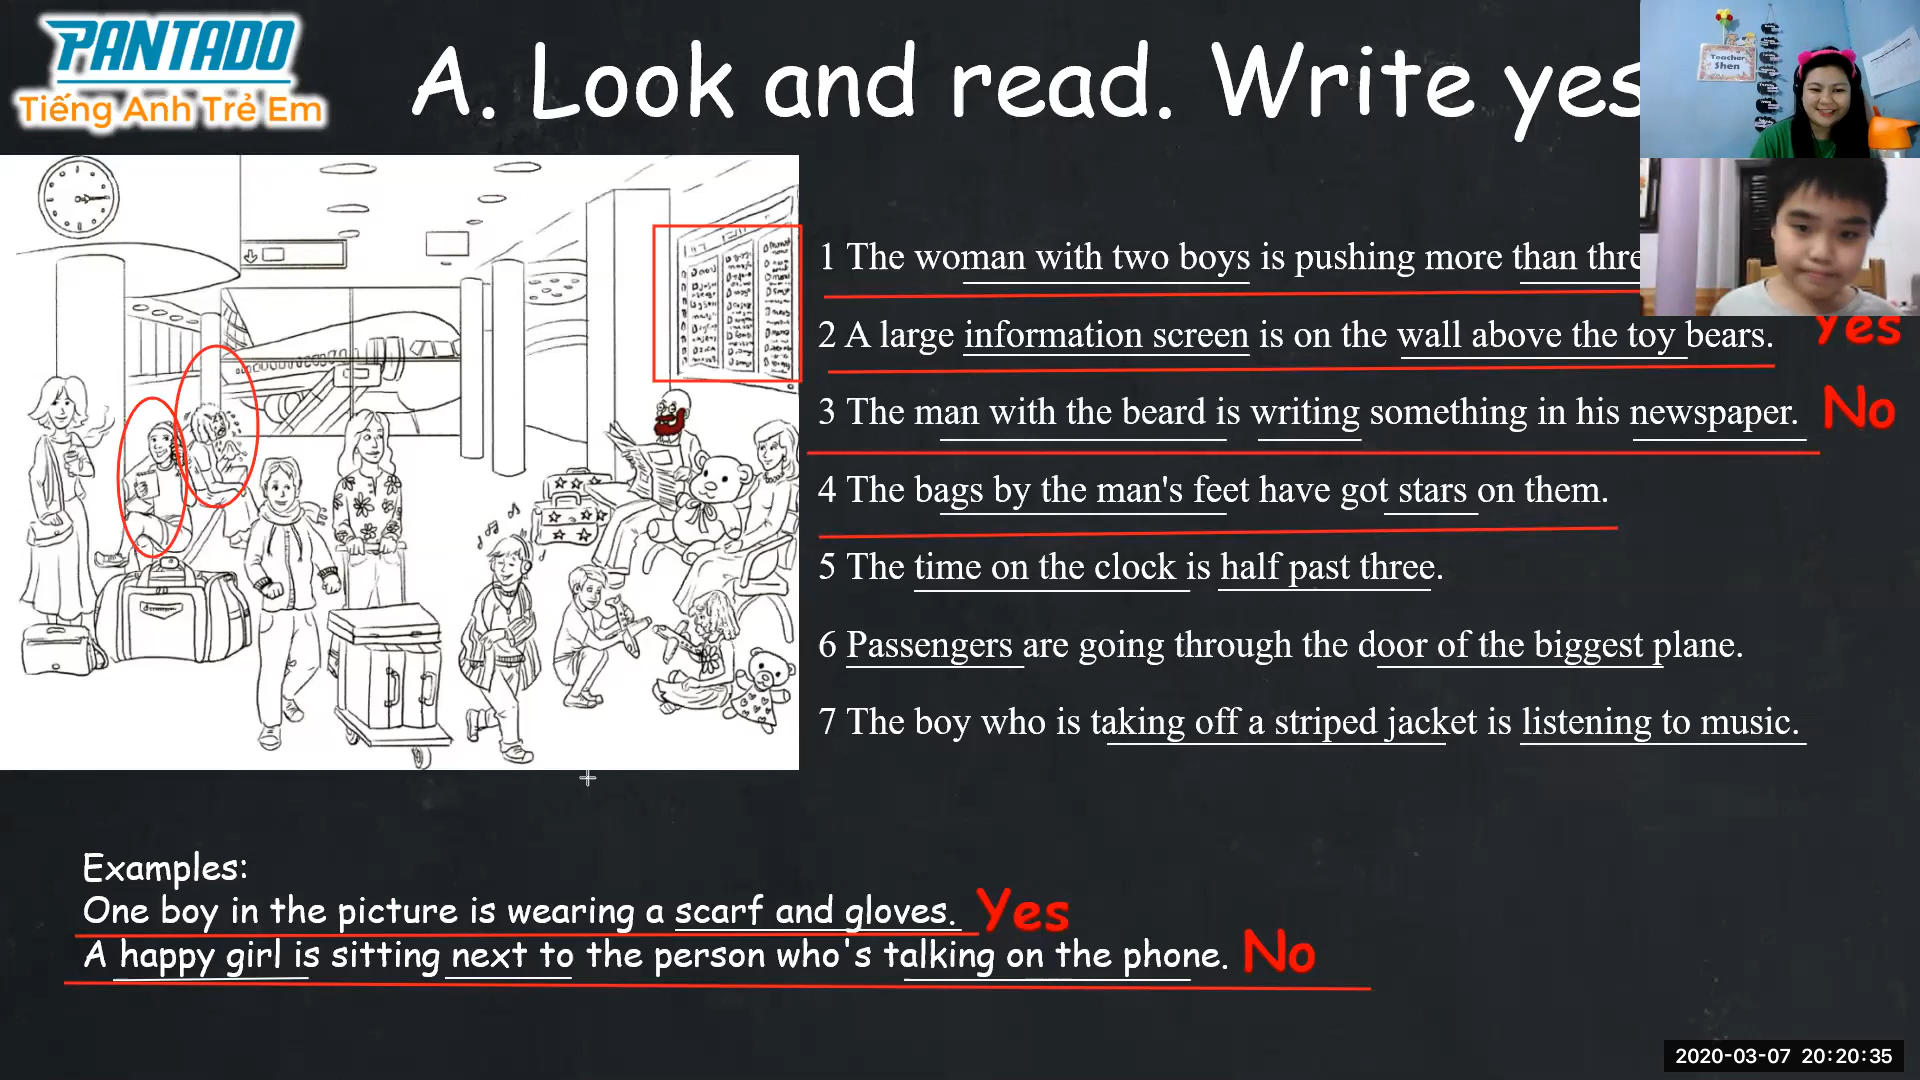 PANTADO
Tiếng Anh Trẻ Em
A. Look and read. Write yes
Teacher
Shen
1 The woman with two boys is pushing more than thre
2 A large information screen is on the wall above the toy bears. Yes
3 The man with the beard is writing something in his newspaper. No
4 The bags by the man's feet have got stars on them.
5 The time on the clock is half past three.
6 Passengers are going through the door of the biggest plane.
7 The boy who is taking off a striped jacket is listening to music.
Examples:
One boy in the picture is wearing a scarf and gloves. Yes
A happy girl is sitting next to the person who's talking on the phone. No
2020-03-07 20:20:35